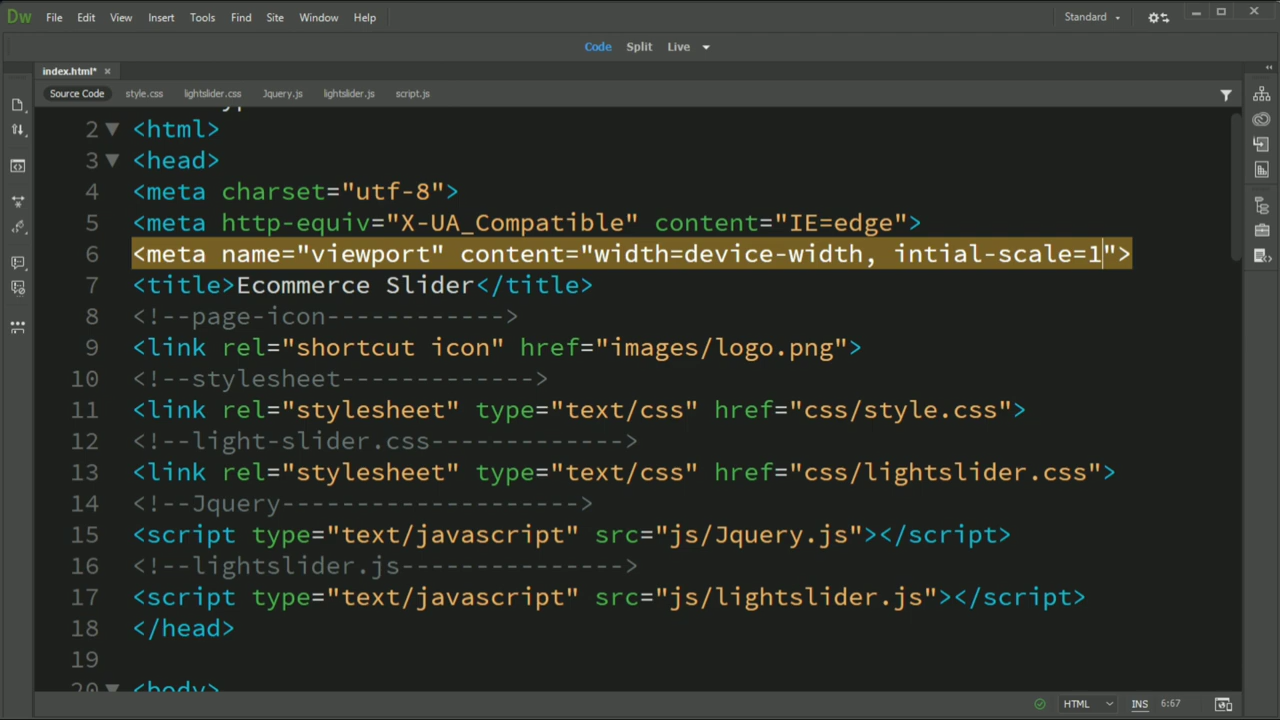 Dw File Edit View Insert Tools Find Site Window Help Standard
Code Split Live
index.html*
Source Code style.css lightslider.css Jquery.js lightslider.js script.js
2 <html>
3 <head>
4 <meta charset="utf-8">
5 <meta http-equiv="X-UA_Compatible" content="IE=edge">
6 <meta name="viewport" content="width=device-width, intial-scale=1">
7 <title>Ecommerce Slider</title>
8 <!--page-icon------------>
9 <link rel="shortcut icon" href="images/logo.png">
10 <!--stylesheet------------->
11 <link rel="stylesheet" type="text/css" href="css/style.css">
12 <!--light-slider.css------------->
13 <link rel="stylesheet" type="text/css" href="css/lightslider.css">
14 <!--Jquery-------------------->
15 <script type="text/javascript" src="js/Jquery.js"></script>
16 <!--lightslider.js--------------->
17 <script type="text/javascript" src="js/lightslider.js"></script>
18 </head>
19
20 <body>
HTML INS 6:67